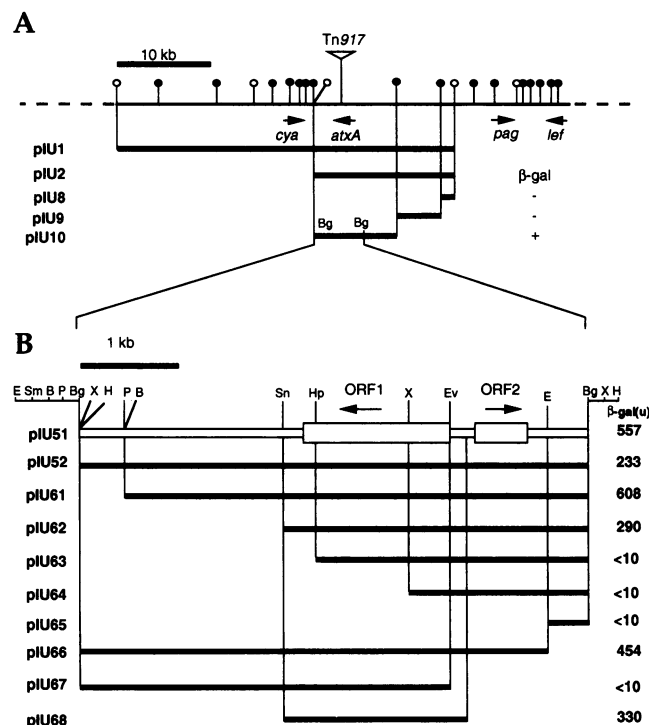 A
Tn917
10 kb
cya atxA pag lef
pIU1
pIU2 β-gal
pIU8 -
pIU9 -
Bg Bg
pIU10 +
B
1 kb
E Sm B P Bg X H P B Sn Hp ORF1 X Ev ORF2 E Bg X H
β-gal(u)
pIU51 557
pIU52 233
pIU61 608
pIU62 290
pIU63 <10
pIU64 <10
pIU65 <10
pIU66 454
pIU67 <10
pIU68 330